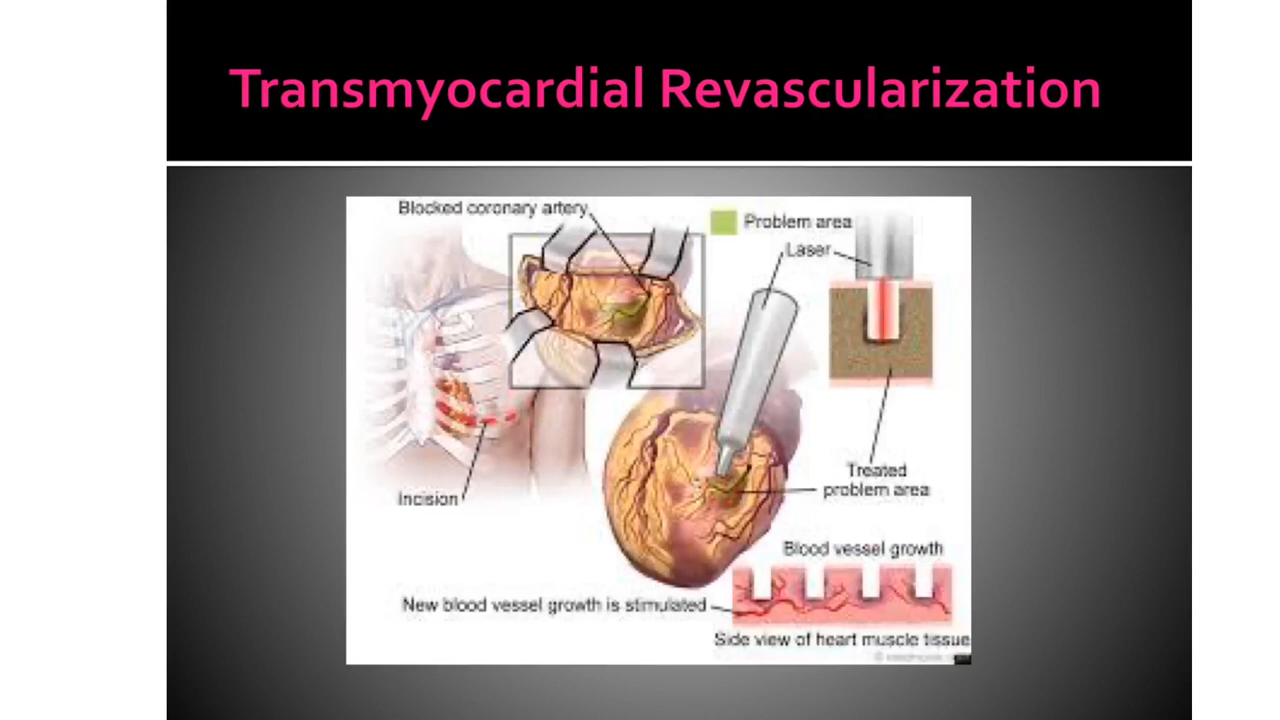 Transmyocardial Revascularization
Blocked coronary artery
Problem area
Laser
Incision
Treated
problem area
Blood vessel growth
New blood vessel growth is stimulated
Side view of heart muscle tissue